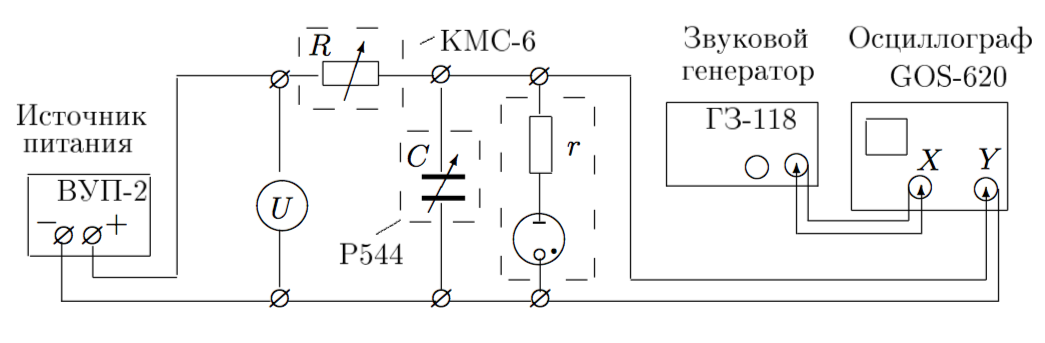 Источник
питания
ВУП-2
− +
U
R
КМС-6
C
Р544
r
Звуковой
генератор
ГЗ-118
Осциллограф
GOS-620
X Y